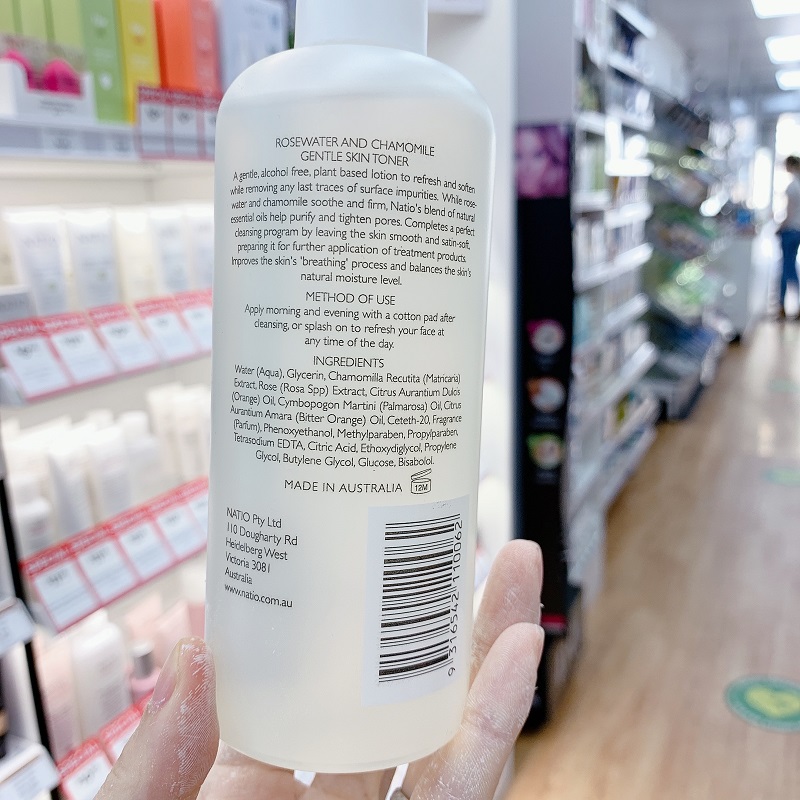 ROSEWATER AND CHAMOMILE
GENTLE SKIN TONER
A gentle, alcohol free, plant based lotion to refresh and soften
while removing any last traces of surface impurities. While rose-
water and chamomile soothe and firm, Natio's blend of natural
essential oils help purify and tighten pores. Completes a perfect
cleansing program by leaving the skin smooth and satin-soft,
preparing it for further application of treatment products.
Improves the skin's 'breathing' process and balances the skin's
natural moisture level.
METHOD OF USE
Apply morning and evening with a cotton pad after
cleansing, or splash on to refresh your face at
any time of the day.
INGREDIENTS
Water (Aqua), Glycerin, Chamomilla Recutita (Matricaria)
Extract, Rose (Rosa Spp) Extract, Citrus Aurantium Dulcis
(Orange) Oil, Cymbopogon Martini (Palmarosa) Oil, Citrus
Aurantium Amara (Bitter Orange) Oil, Ceteth-20, Fragrance
(Parfum), Phenoxyethanol, Methylparaben, Propylparaben,
Tetrasodium EDTA, Citric Acid, Ethoxydiglycol, Propylene
Glycol, Butylene Glycol, Glucose, Bisabolol.
MADE IN AUSTRALIA 12M
NATIO Pty Ltd
110 Dougharty Rd
Heidelberg West
Victoria 3081
Australia
www.natio.com.au
9 316542 110062